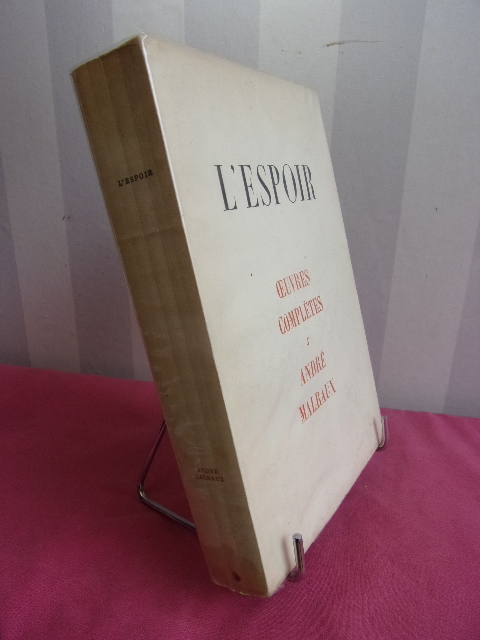 L'ESPOIR
ANDRÉ
MALRAUX
L'ESPOIR
ŒUVRES
COMPLÈTES
:
ANDRÉ
MALRAUX